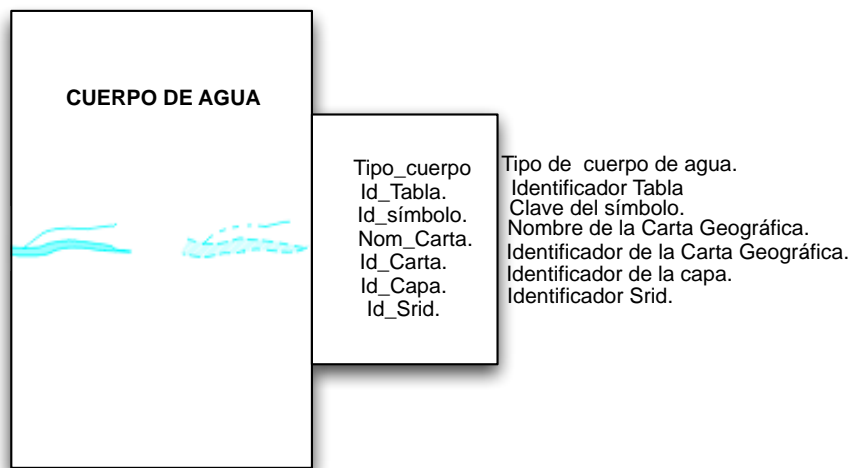 CUERPO DE AGUA
Tipo_cuerpo
Id_Tabla.
Id_símbolo.
Nom_Carta.
Id_Carta.
Id_Capa.
Id_Srid.
Tipo de cuerpo de agua.
Identificador Tabla
Clave del símbolo.
Nombre de la Carta Geográfica.
Identificador de la Carta Geográfica.
Identificador de la capa.
Identificador Srid.